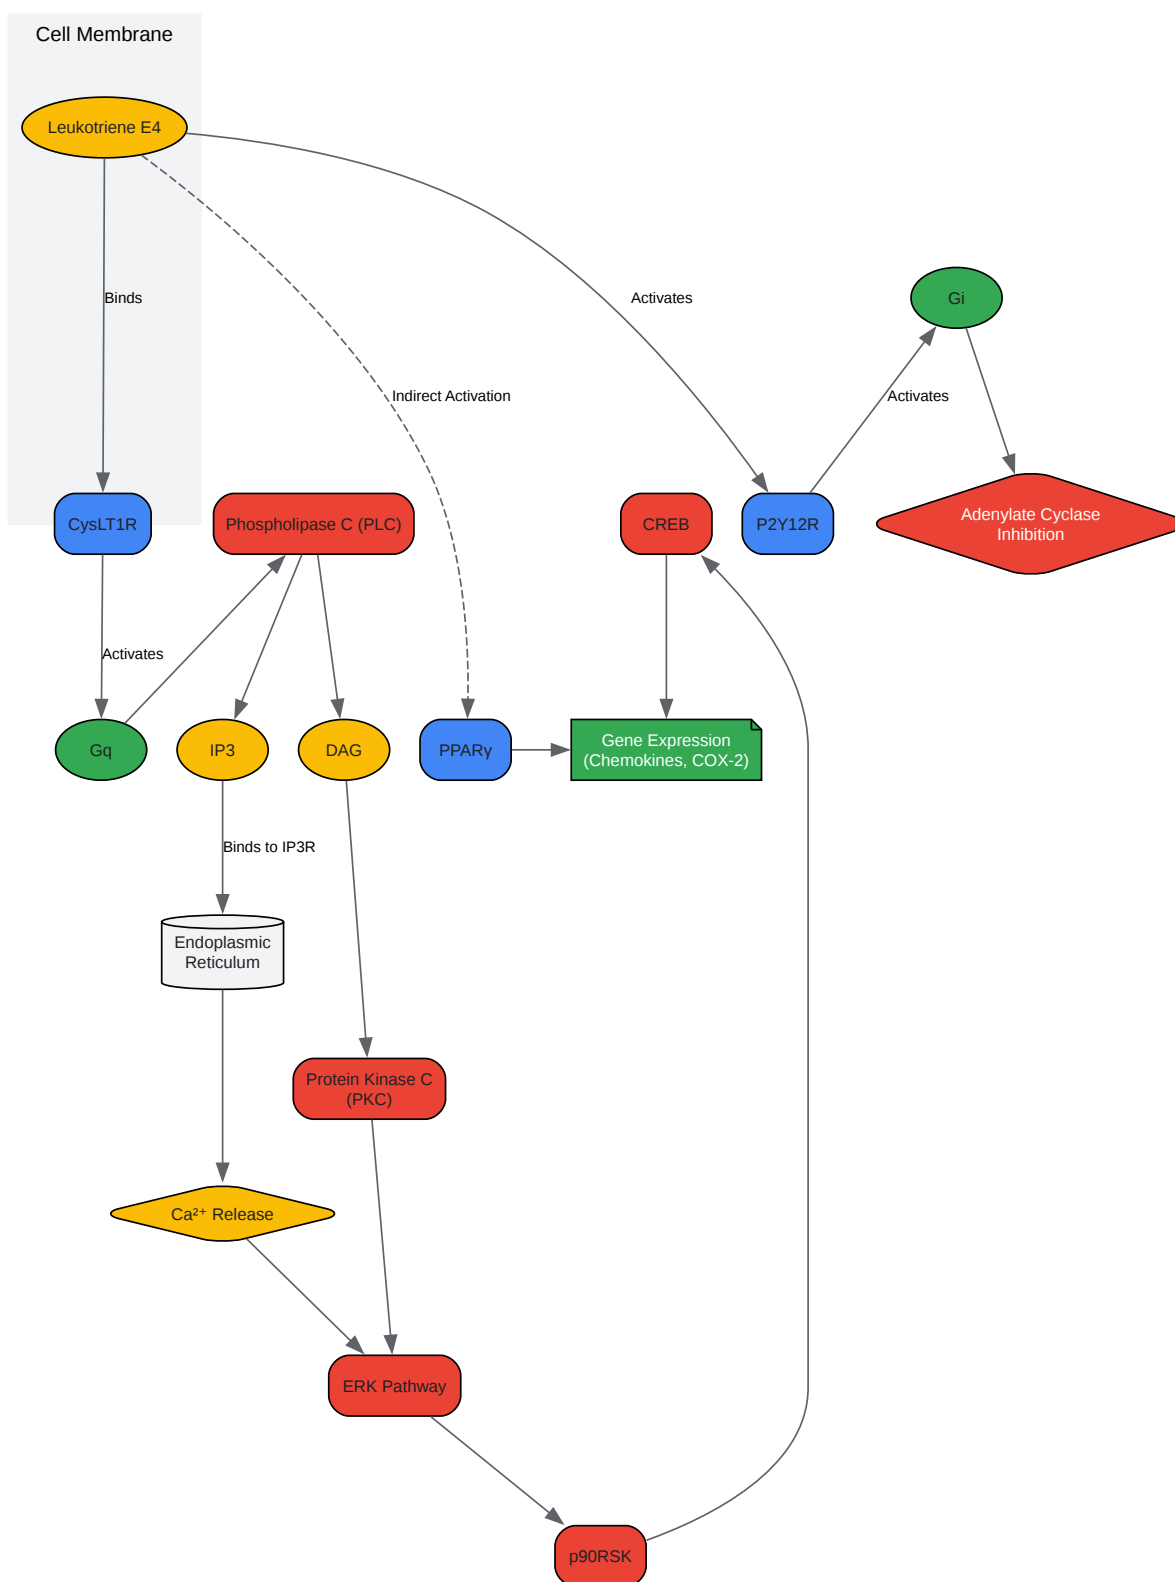 Cell Membrane
Leukotriene E4
Binds
Activates
Gi
Indirect Activation
Activates
CysLT1R
Phospholipase C (PLC)
CREB
P2Y12R
Adenylate Cyclase
Inhibition
Activates
Gq
IP3
DAG
PPARγ
Gene Expression
(Chemokines, COX-2)
Binds to IP3R
Endoplasmic
Reticulum
Protein Kinase C
(PKC)
Ca²⁺ Release
ERK Pathway
p90RSK